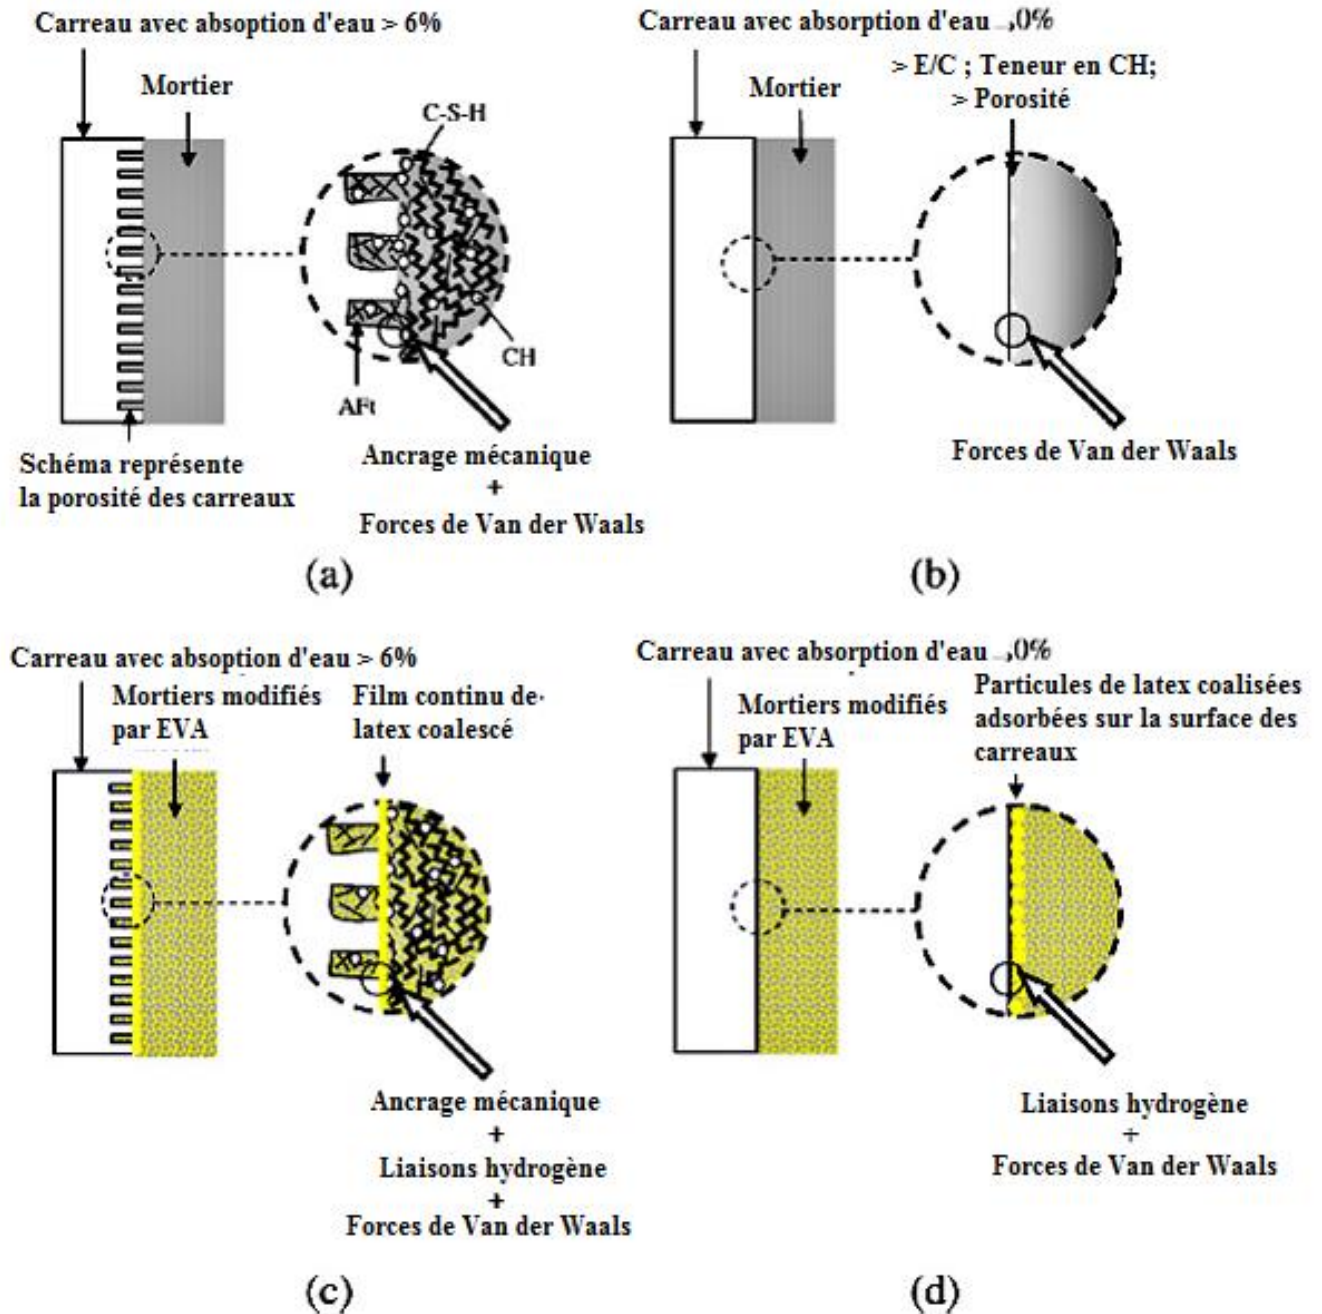 Carreau avec absoption d'eau > 6%
Mortier
C-S-H
CH
AFt
Schéma représente
la porosité des carreaux
Ancrage mécanique
+
Forces de Van der Waals
(a)
Carreau avec absorption d'eau →0%
> E/C ; Teneur en CH;
> Porosité
Mortier
Forces de Van der Waals
(b)
Carreau avec absoption d'eau > 6%
Mortiers modifiés
par EVA
Film continu de
latex coalescé
Ancrage mécanique
+
Liaisons hydrogène
+
Forces de Van der Waals
(c)
Carreau avec absorption d'eau →0%
Mortiers modifiés
par EVA
Particules de latex coalisées
adsorbées sur la surface des
carreaux
Liaisons hydrogène
+
Forces de Van der Waals
(d)